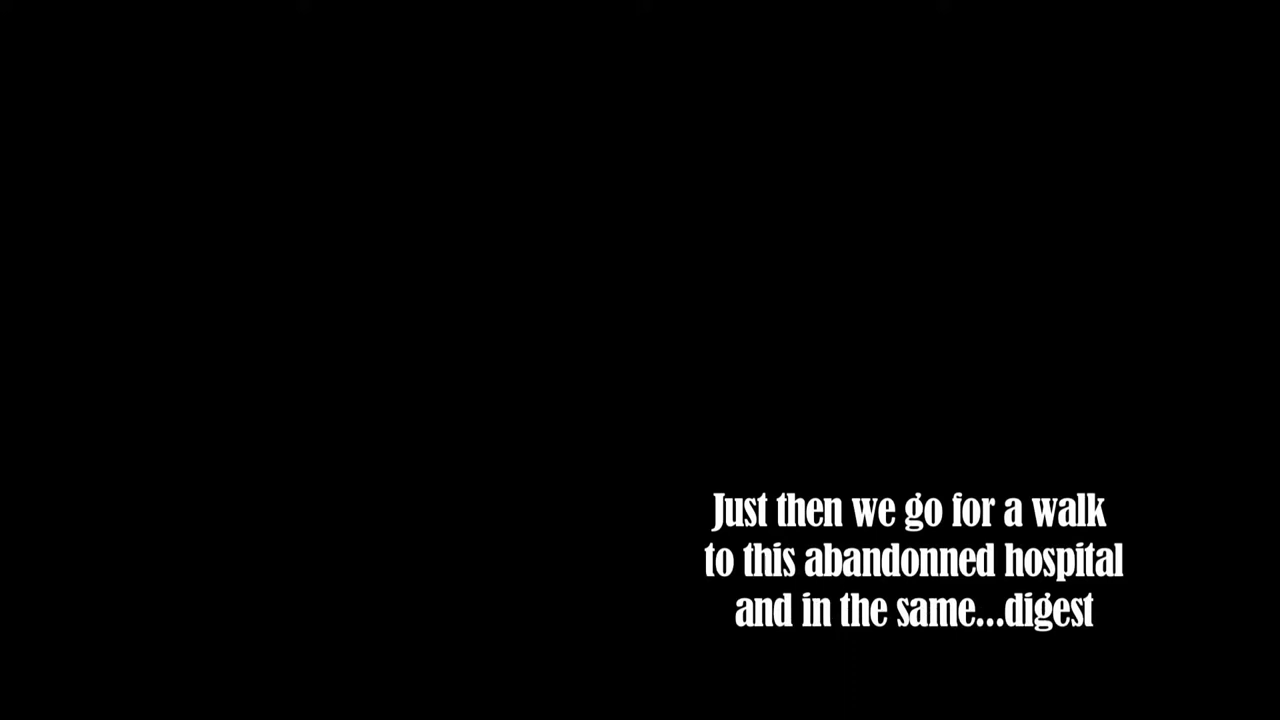 Just then we go for a walk
to this abandonned hospital
and in the same...digest